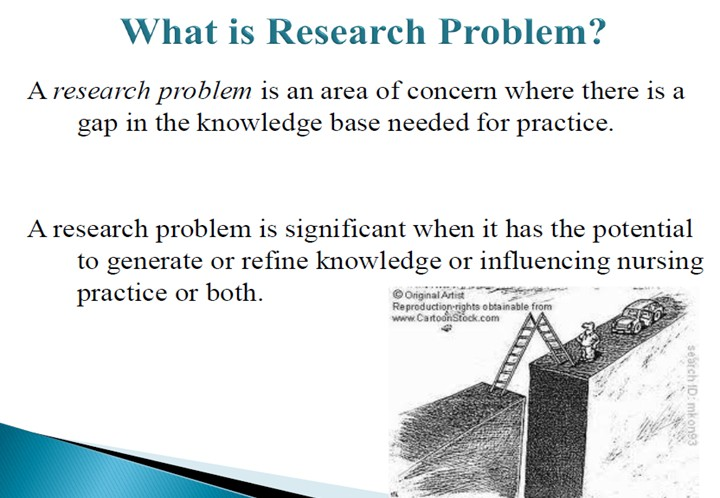 What is Research Problem?
A research problem is an area of concern where there is a
gap in the knowledge base needed for practice.
A research problem is significant when it has the potential
to generate or refine knowledge or influencing nursing
practice or both.
© Original Artist
Reproduction rights obtainable from
www.CartoonStock.com
search ID: mkon93